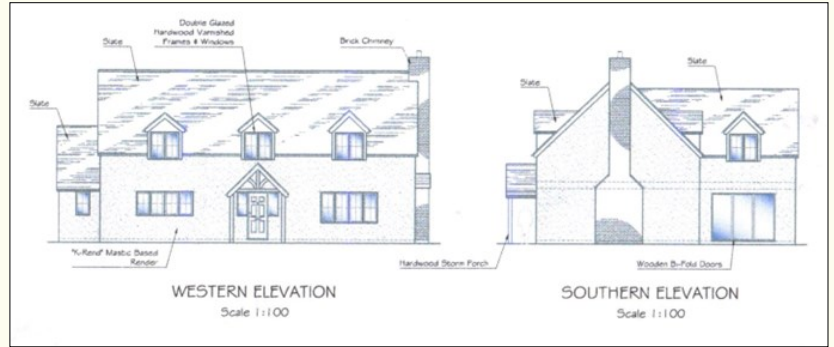 Double Glazed
Hardwood Varnished
Frames & Windows
Slate
Brick Chimney
Slate
"K-Rend" Mastic Based
Render
WESTERN ELEVATION
Scale 1:100
Slate
Slate
Hardwood Storm Porch
Wooden Bi-Fold Doors
SOUTHERN ELEVATION
Scale 1:100